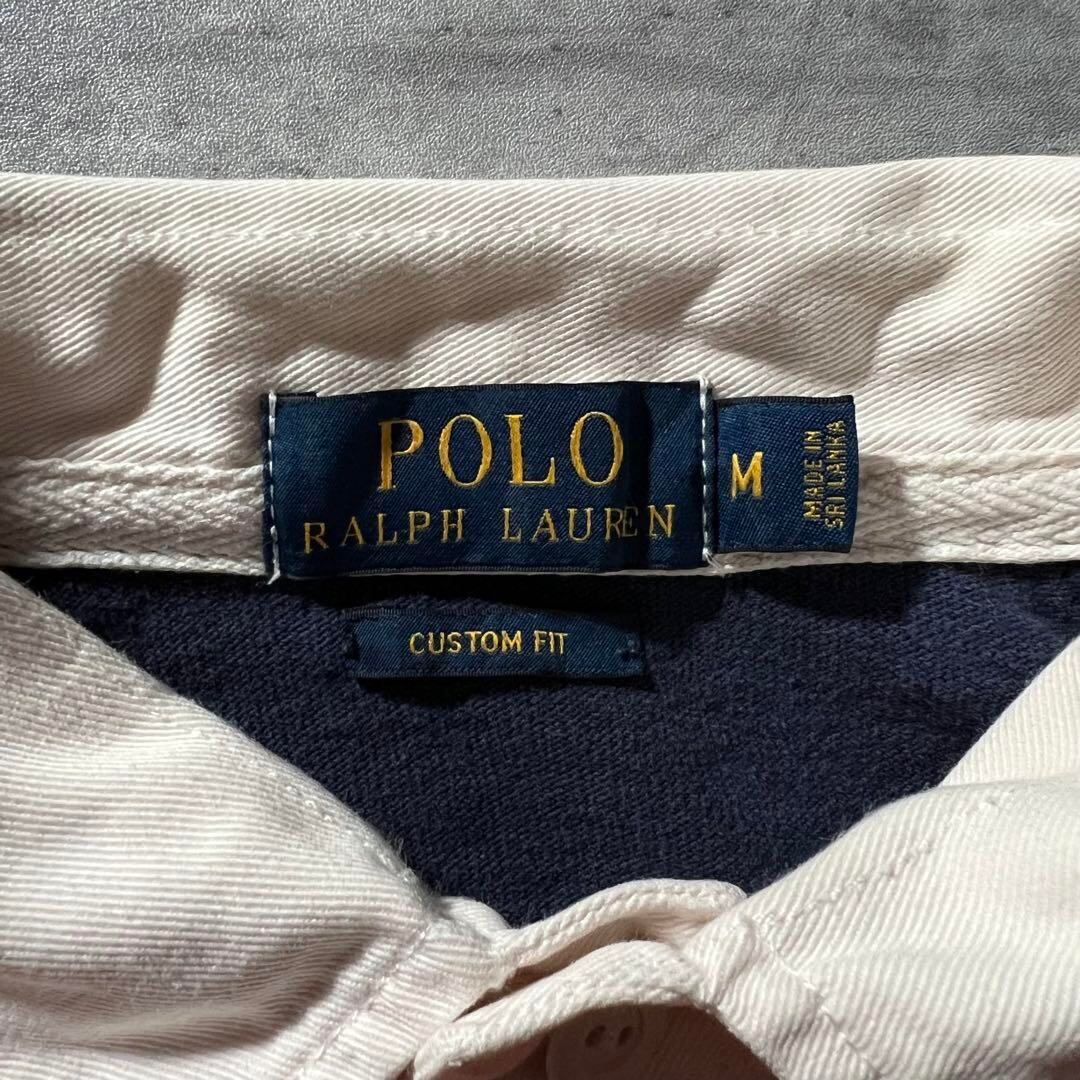 POLO
RALPH LAUREN
M
MADE IN
SRI LANKA
CUSTOM FIT